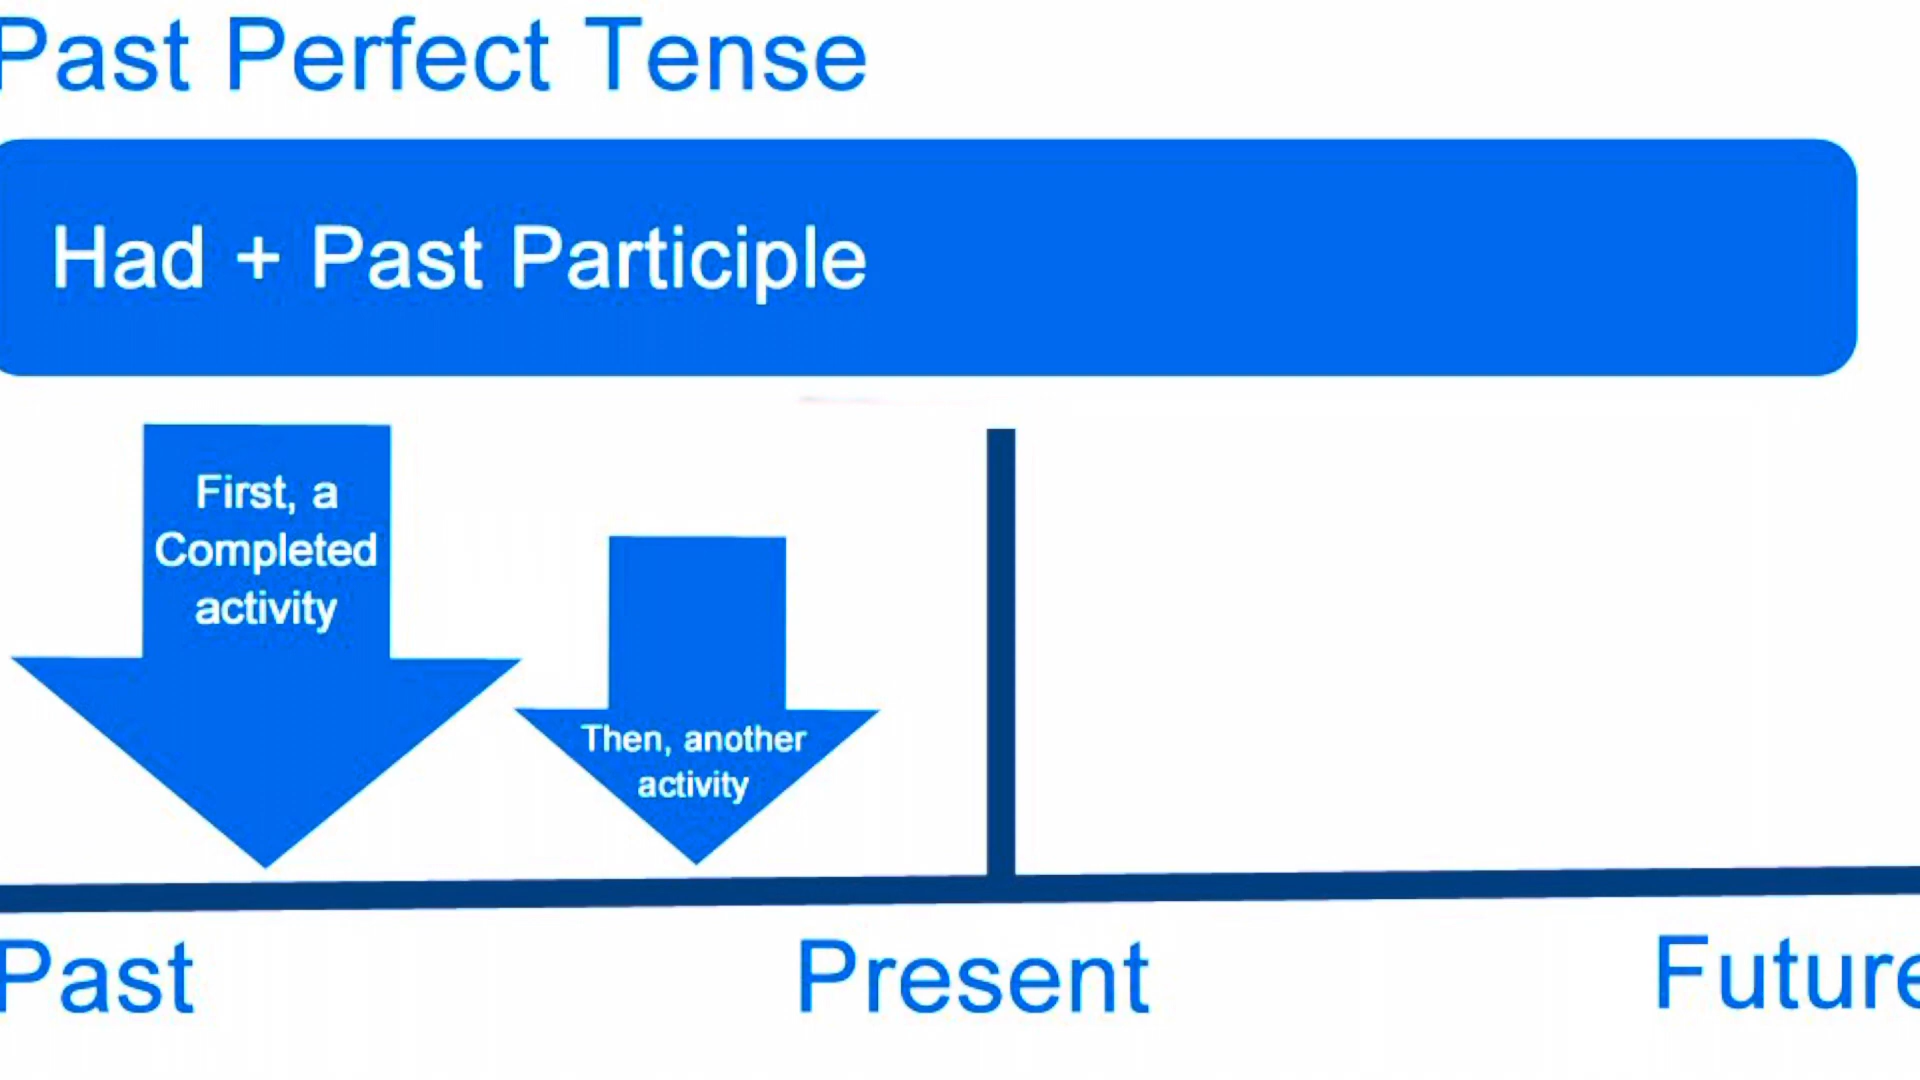 Past Perfect Tense
Had + Past Participle
First, a
Completed
activity
Then, another
activity
Past
Present
Future